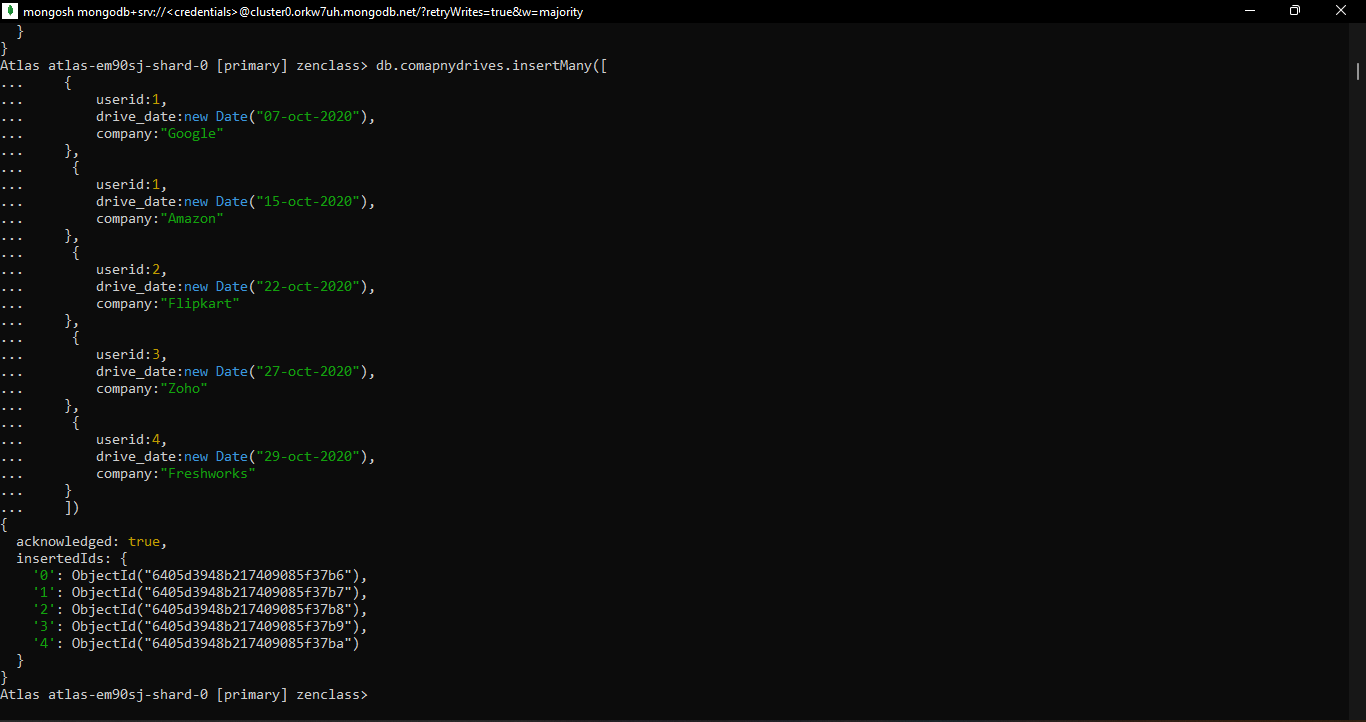 mongosh mongodb+srv://<credentials>@cluster0.orkw7uh.mongodb.net/?retryWrites=true&w=majority
  }
}
Atlas atlas-em90sj-shard-0 [primary] zenclass> db.comapnydrives.insertMany([
...     {
...         userid:1,
...         drive_date:new Date("07-oct-2020"),
...         company:"Google"
...     },
...      {
...         userid:1,
...         drive_date:new Date("15-oct-2020"),
...         company:"Amazon"
...     },
...      {
...         userid:2,
...         drive_date:new Date("22-oct-2020"),
...         company:"Flipkart"
...     },
...      {
...         userid:3,
...         drive_date:new Date("27-oct-2020"),
...         company:"Zoho"
...     },
...      {
...         userid:4,
...         drive_date:new Date("29-oct-2020"),
...         company:"Freshworks"
...     }
...     ])
{
  acknowledged: true,
  insertedIds: {
    '0': ObjectId("6405d3948b217409085f37b6"),
    '1': ObjectId("6405d3948b217409085f37b7"),
    '2': ObjectId("6405d3948b217409085f37b8"),
    '3': ObjectId("6405d3948b217409085f37b9"),
    '4': ObjectId("6405d3948b217409085f37ba")
  }
}
Atlas atlas-em90sj-shard-0 [primary] zenclass>